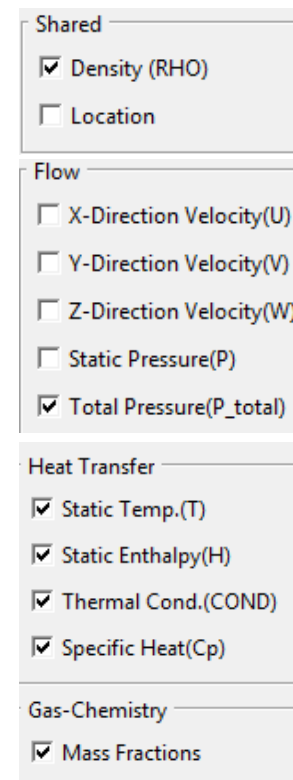 Shared
Density (RHO)
Location
Flow
X-Direction Velocity(U)
Y-Direction Velocity(V)
Z-Direction Velocity(W)
Static Pressure(P)
Total Pressure(P_total)
Heat Transfer
Static Temp.(T)
Static Enthalpy(H)
Thermal Cond.(COND)
Specific Heat(Cp)
Gas-Chemistry
Mass Fractions